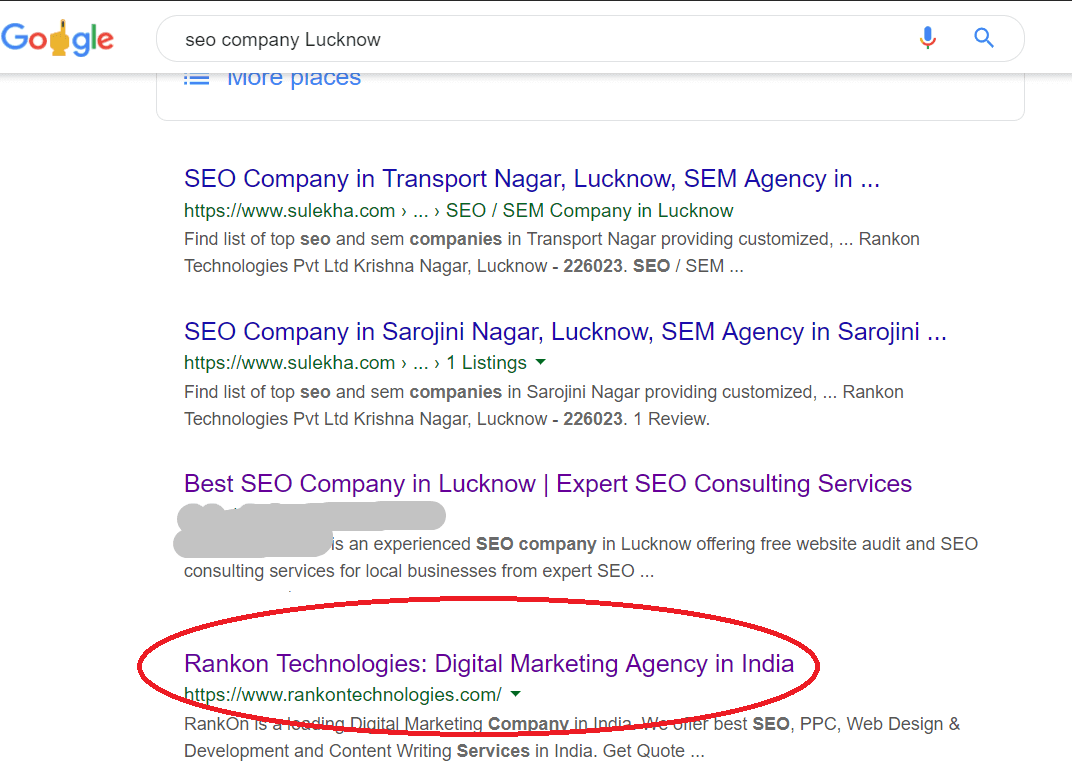 Google
seo company Lucknow
More places
SEO Company in Transport Nagar, Lucknow, SEM Agency in ...
https://www.sulekha.com › ... › SEO / SEM Company in Lucknow
Find list of top seo and sem companies in Transport Nagar providing customized, ... Rankon
Technologies Pvt Ltd Krishna Nagar, Lucknow - 226023. SEO / SEM ...
SEO Company in Sarojini Nagar, Lucknow, SEM Agency in Sarojini ...
https://www.sulekha.com › ... › 1 Listings
Find list of top seo and sem companies in Sarojini Nagar providing customized, ... Rankon
Technologies Pvt Ltd Krishna Nagar, Lucknow - 226023. 1 Review.
Best SEO Company in Lucknow | Expert SEO Consulting Services
is an experienced SEO company in Lucknow offering free website audit and SEO
consulting services for local businesses from expert SEO ...
Rankon Technologies: Digital Marketing Agency in India
https://www.rankontechnologies.com/
RankOn is a leading Digital Marketing Company in India. We offer best SEO, PPC, Web Design &
Development and Content Writing Services in India. Get Quote ...